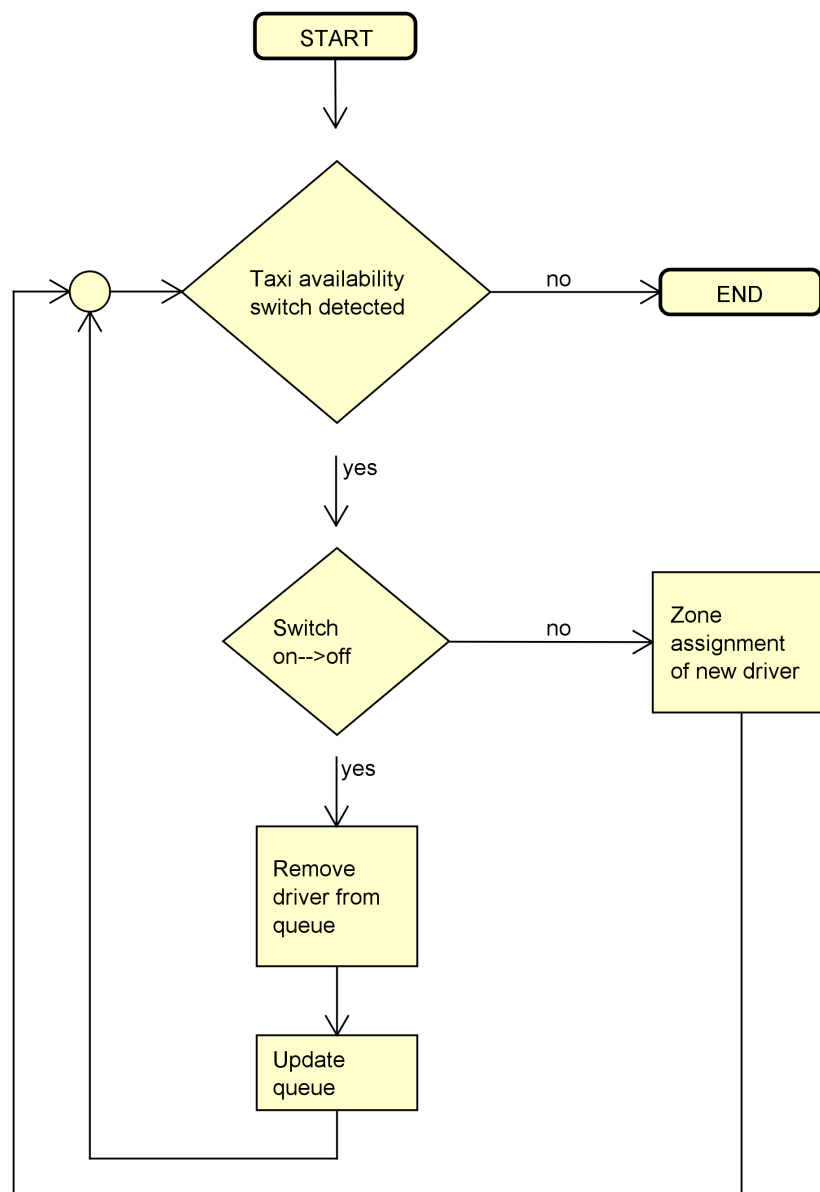 START
Taxi availability
switch detected
no
END
yes
Switch
on-->off
no
Zone
assignment
of new driver
yes
Remove
driver from
queue
Update
queue